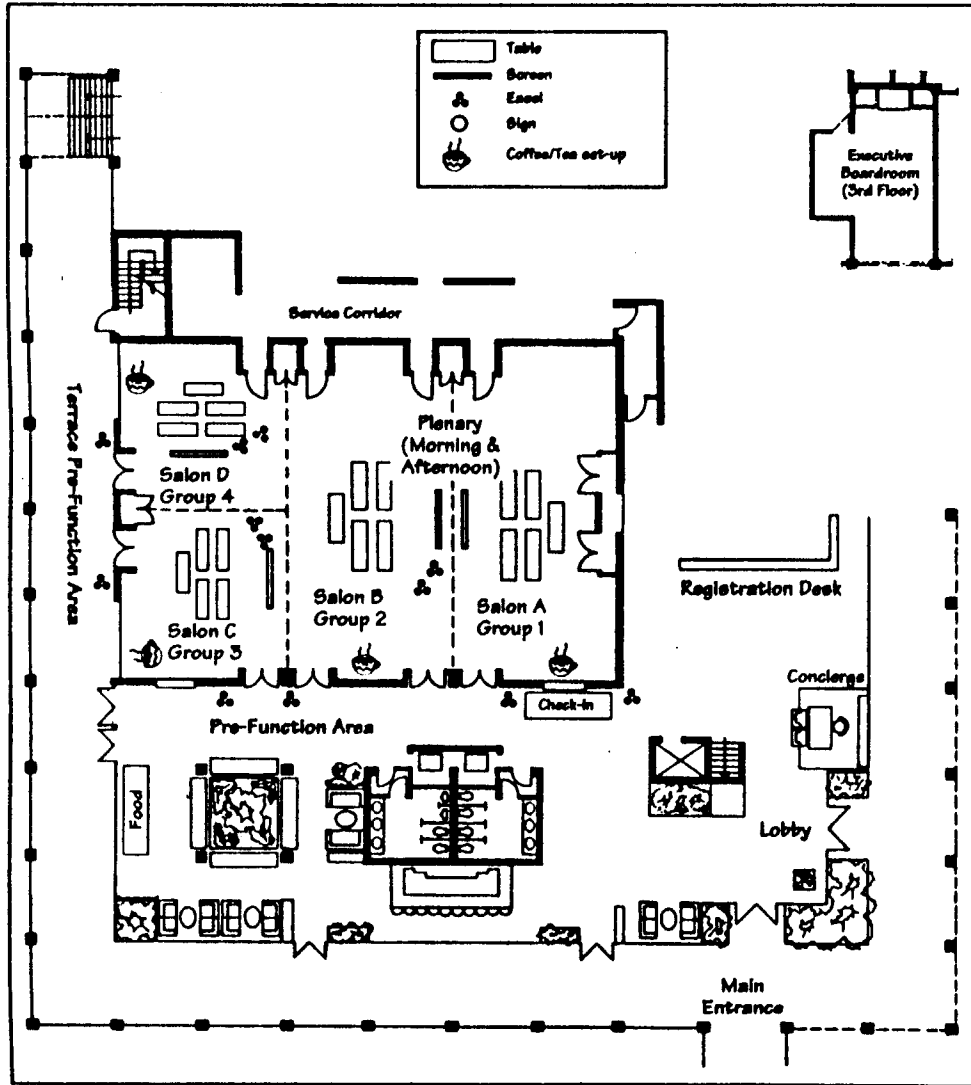 Table
Screen
Easel
Sign
Coffee/Tea set-up
Executive
Boardroom
(3rd Floor)
Service Corridor
Terrace Pre-Function Area
Plenary
(Morning &
Afternoon)
Salon D
Group 4
Salon C
Group 3
Salon B
Group 2
Salon A
Group 1
Registration Desk
Concierge
Check-In
Pre-Function Area
Food
Lobby
Main
Entrance